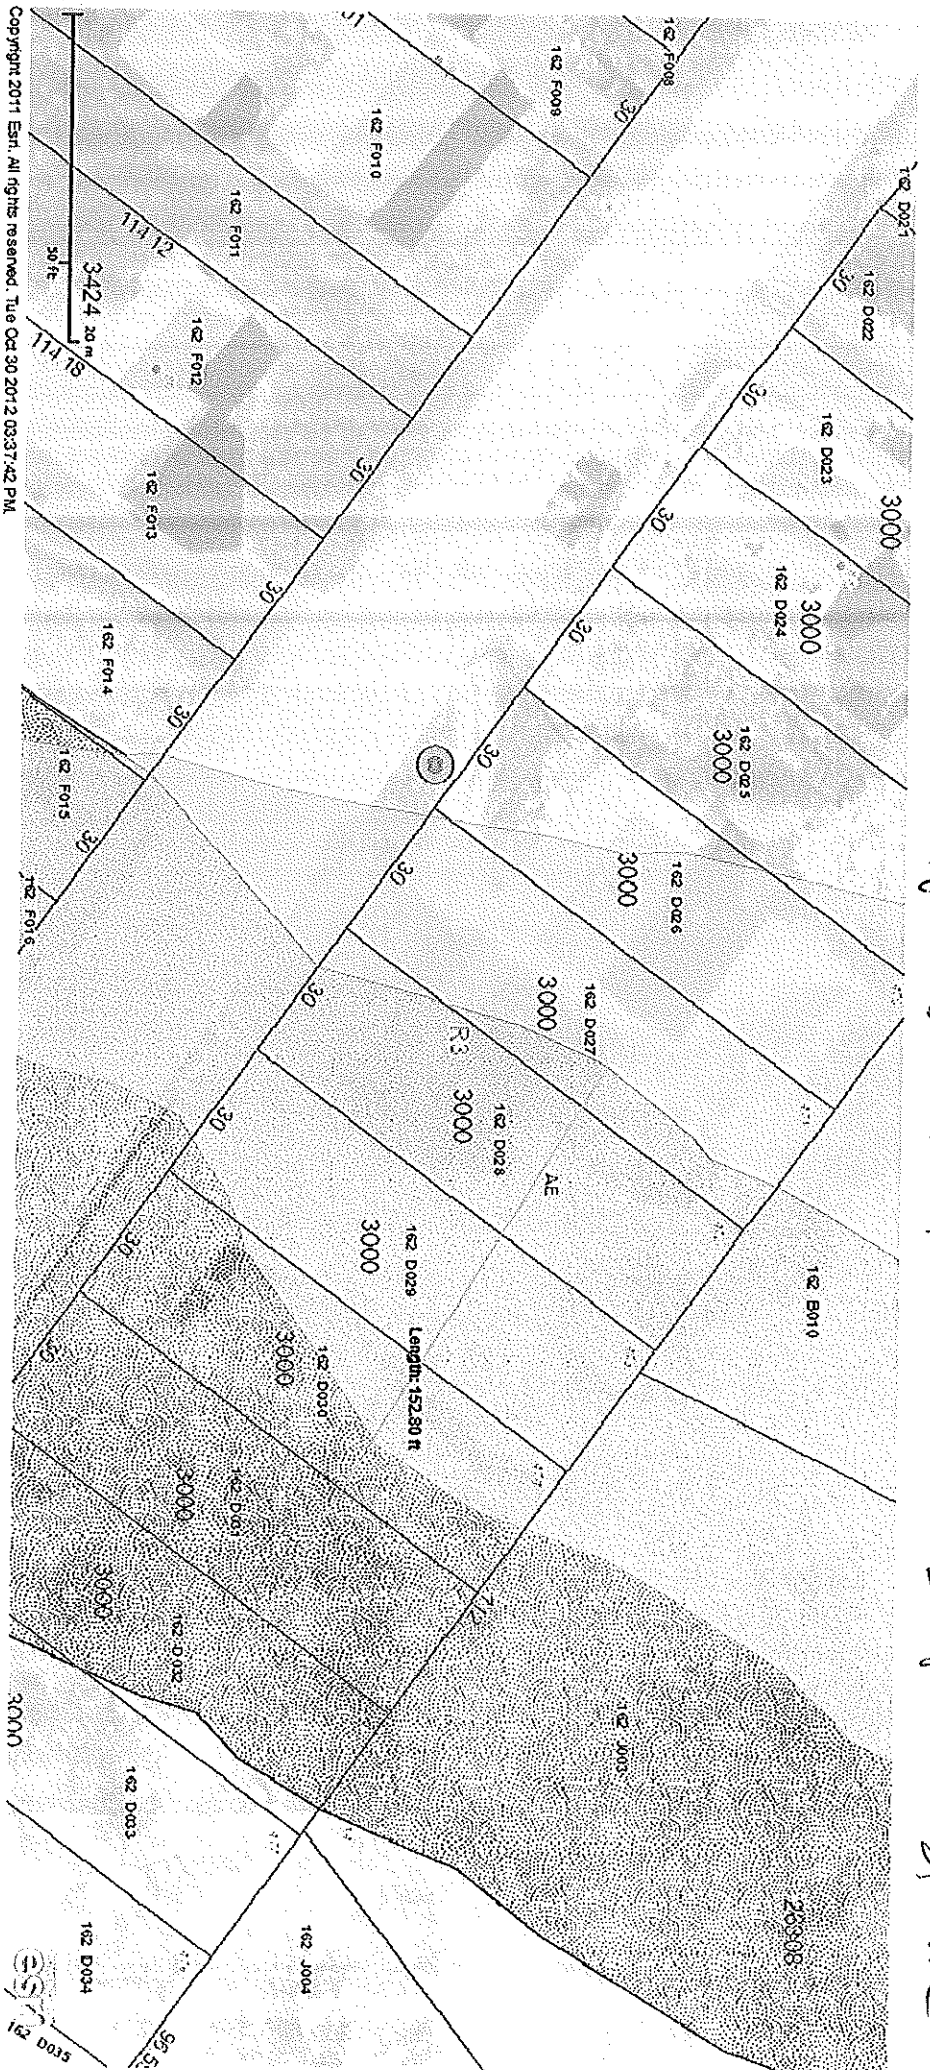 162 F008
162 F009
30
162 F010
162 F011
114.12
162 F012
114.18
162 F013
162 F014
162 F015
162 F016
30
30
30
30
162 D021
30
162 D022
30
162 D023
3000
30
162 D024
3000
30
162 D025
3000
30
162 D026
3000
30
162 D027
3000
30
R3
162 D028
3000
AE
30
162 D029
3000
Length: 152.80 ft
30
162 D030
3000
3000
162 D032
3000
162 B010
162 J003
162 D033
3000
162 J004
162 D034
162 D035
esri
3424
20 m
50 ft
Copyright 2011 Esri. All rights reserved. Tue Oct 30 2012 03:37:42 PM.